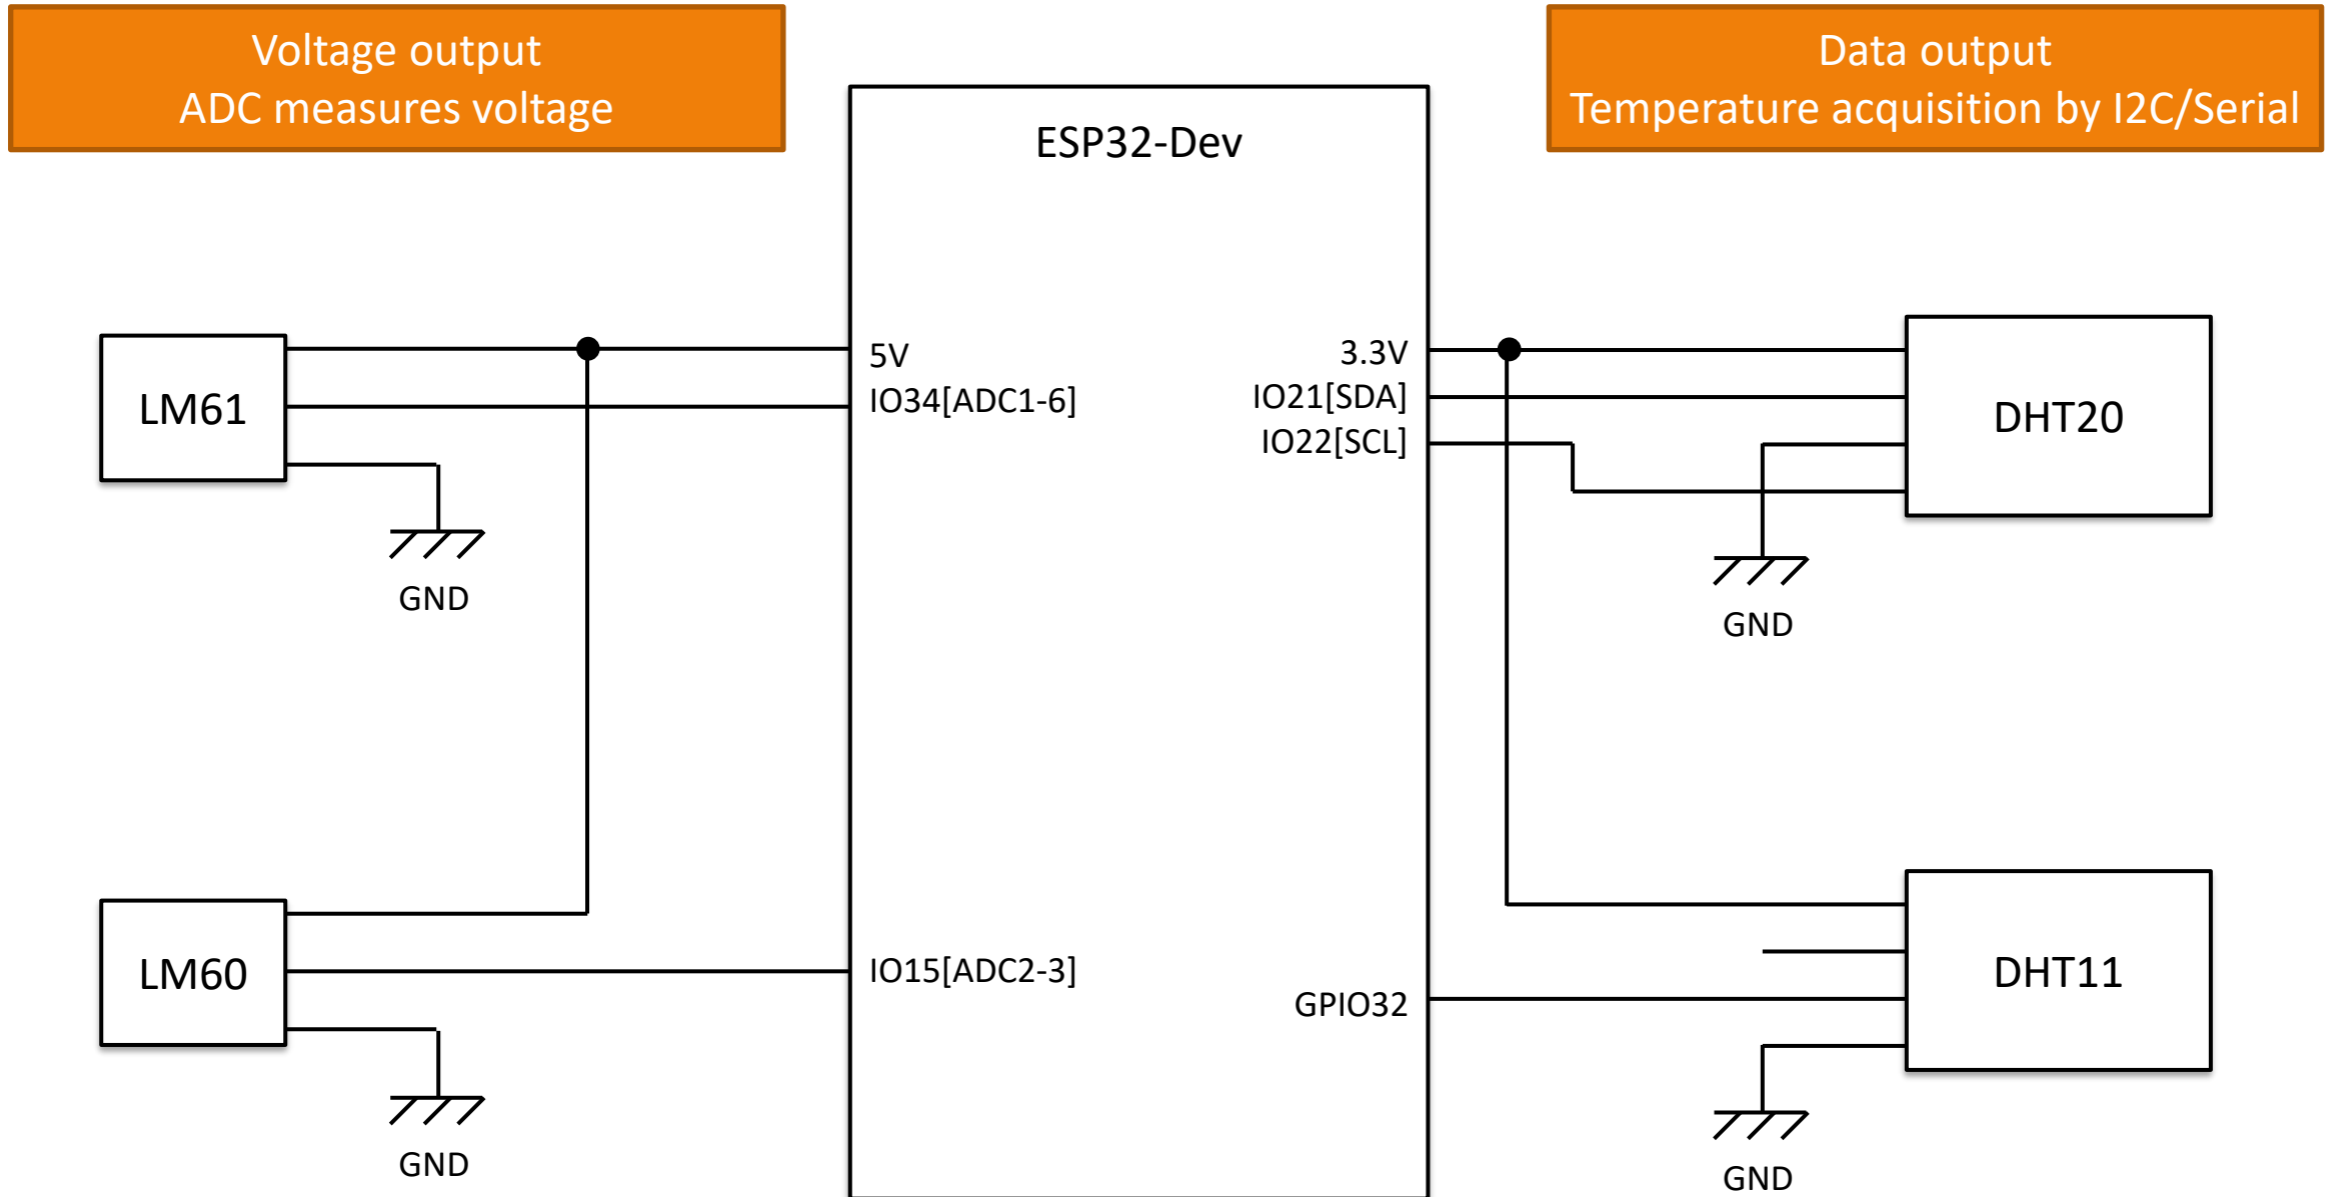 Voltage output
ADC measures voltage
Data output
Temperature acquisition by I2C/Serial
ESP32-Dev
LM61
5V
IO34[ADC1-6]
3.3V
IO21[SDA]
IO22[SCL]
DHT20
GND
GND
LM60
IO15[ADC2-3]
GPIO32
DHT11
GND
GND